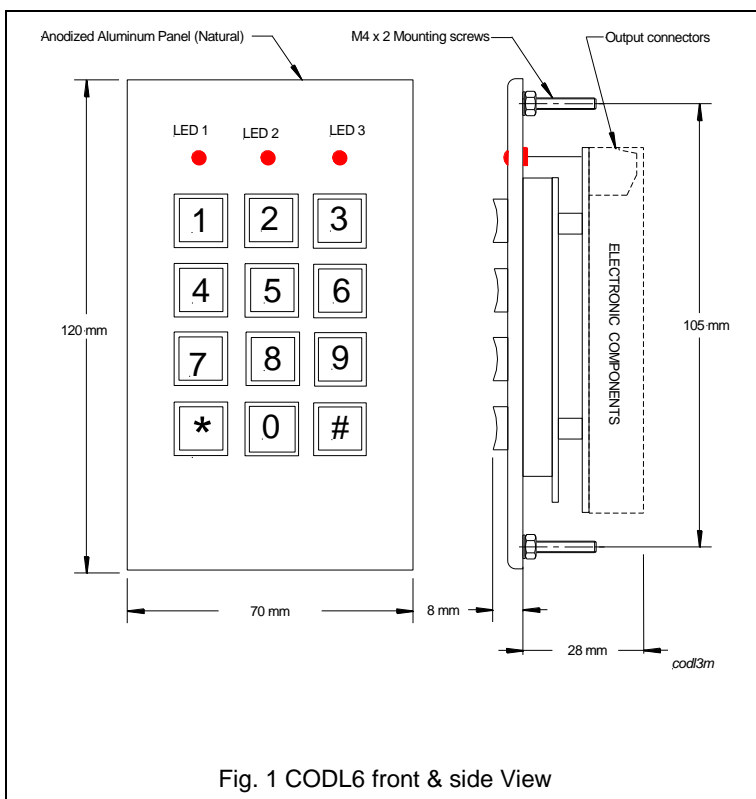 Anodized Aluminum Panel (Natural)
M4 x 2 Mounting screws
Output connectors
LED 1 LED 2 LED 3
1 2 3
4 5 6
7 8 9
* 0 #
120 mm
ELECTRONIC COMPONENTS
105 mm
70 mm
8 mm
28 mm
codl3m
Fig. 1 CODL6 front & side View